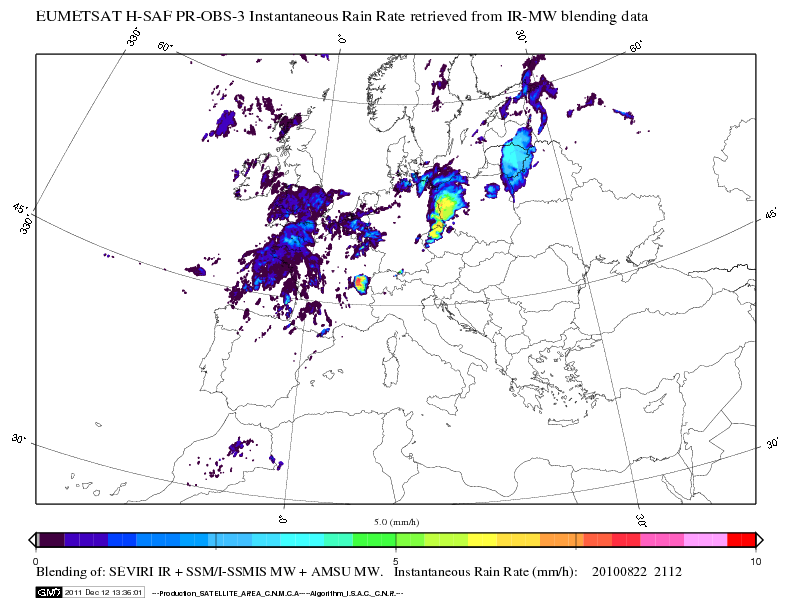 EUMETSAT H-SAF PR-OBS-3 Instantaneous Rain Rate retrieved from IR-MW blending data
330° 60° 0° 30° 60°
45° 330° 45°
30° 30°
0° 30°
5.0 (mm/h)
0 5 10
Blending of: SEVIRI IR + SSM/I-SSMIS MW + AMSU MW. Instantaneous Rain Rate (mm/h): 20100822 2112
GMD 2011 Dec 12 13:36:01 ---Production_SATELLITE_AREA_C.N.M.C.A----Algorithm_I.S.A.C._C.N.R.---